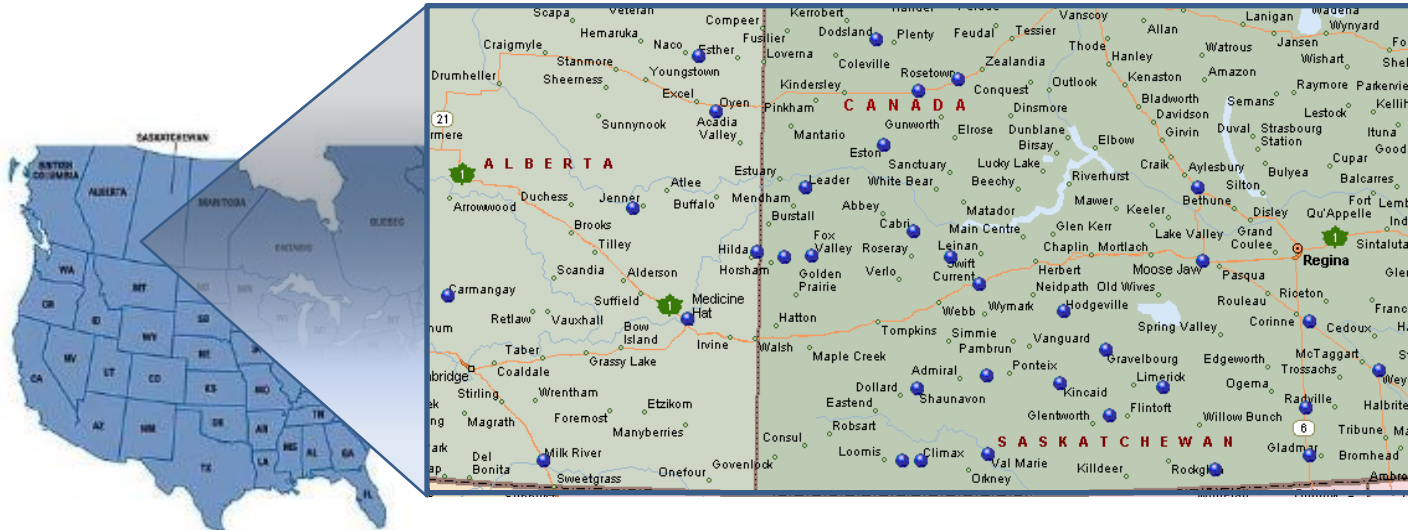 SASKATCHEWAN
BRITISH
COLUMBIA
ALBERTA
MANITOBA
ONTARIO
QUEBEC
WA
MT
OR
ID
WY
SD
NE
NV
UT
CO
KS
MO
CA
AZ
NM
OK
AR
TN
TX
LA
MS
AL
GA
FL
Scapa
Veteran
Compeer
Kerrobert
Hemaruka
Fusilier
Dodsland
Plenty
Feudal
Tessier
Vanscoy
Allan
Lanigan
Wadena
Wynyard
Craigmyle
Naco
Esther
Loverna
Thode
Jansen
Stanmore
Coleville
Zealandia
Hanley
Watrous
Wishart
Drumheller
Sheerness
Youngstown
Kindersley
Rosetown
Outlook
Kenaston
Amazon
Raymore
Excel
Oyen
Pinkham
CANADA
Conquest
Bladworth
Semans
21
Sunnynook
Acadia
Valley
Dinsmore
Davidson
Lestock
Mantario
Gunworth
Elrose
Dunblane
Girvin
Duval
Strasbourg
Station
Ituna
ALBERTA
Eston
Birsay
Elbow
Craik
Cupar
1
Estuary
Sanctuary
Lucky Lake
Aylesbury
Bulyea
Atlee
Leader
White Bear
Beechy
Riverhurst
Silton
Balcarres
Arrowwood
Duchess
Jenner
Buffalo
Mendham
Abbey
Matador
Mawer
Keeler
Bethune
Disley
Fort
Qu'Appelle
Brooks
Burstall
Cabri
Main Centre
Glen Kerr
Lake Valley
Grand
Coulee
1
Tilley
Hilda
Fox
Valley
Roseray
Leinan
Chaplin
Mortlach
Sintaluta
Scandia
Alderson
Horsham
Golden
Prairie
Verlo
Swift
Current
Herbert
Moose Jaw
Pasqua
Regina
Carmangay
Suffield
1
Medicine
Hat
Neidpath
Old Wives
Rouleau
Riceton
Retlaw
Vauxhall
Hatton
Webb
Wymark
Hodgeville
Corinne
Cedoux
Bow
Island
Tompkins
Simmie
Spring Valley
Taber
Grassy Lake
Irvine
Walsh
Maple Creek
Pambrun
Vanguard
Gravelbourg
Edgeworth
McTaggart
Coaldale
Admiral
Ponteix
Trossachs
Stirling
Wrentham
Dollard
Shaunavon
Kincaid
Limerick
Ogema
Radville
Magrath
Foremost
Etzikom
Eastend
Glentworth
Flintoft
Willow Bunch
Manyberries
Robsart
6
Tribune
Consul
SASKATCHEWAN
Gladmar
Del
Bonita
Milk River
Govenlock
Loomis
Climax
Val Marie
Bromhead
Sweetgrass
Onefour
Orkney
Killdeer